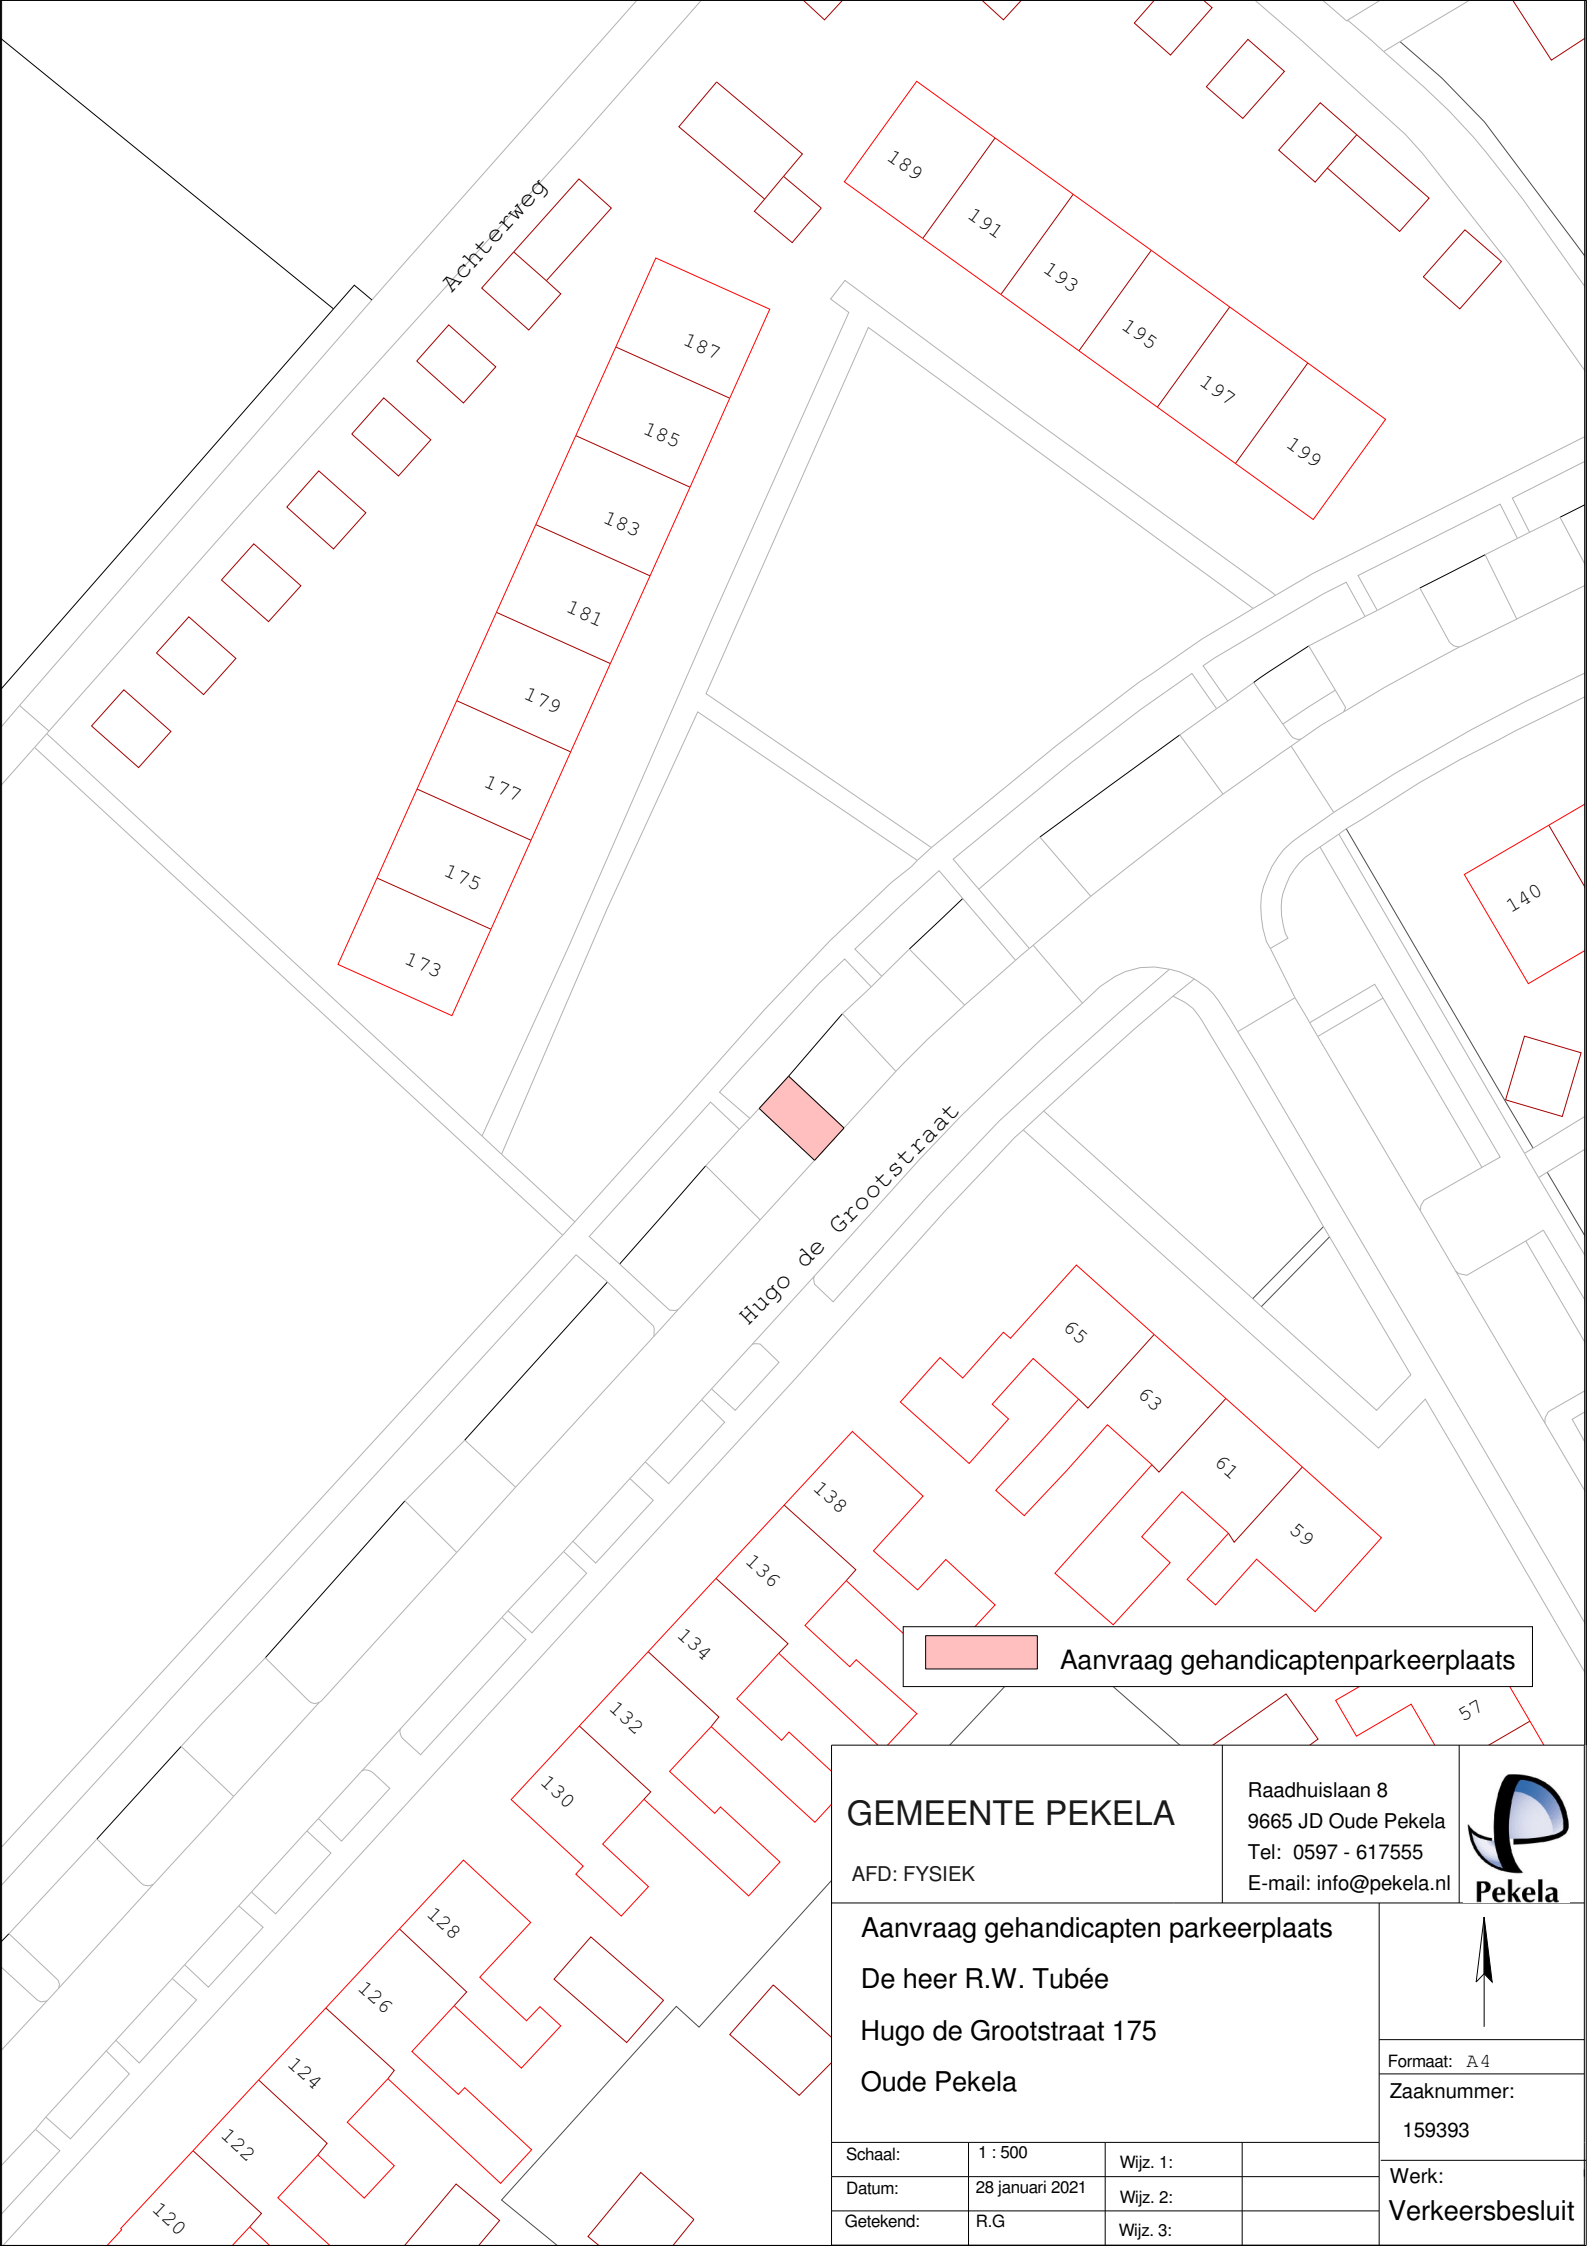 Achterweg
189
191
193
195
197
199
187
185
183
181
179
177
175
173
140
Hugo de Grootstraat
65
63
61
59
57
138
136
134
132
130
128
126
124
122
120
Aanvraag gehandicaptenparkeerplaats
GEMEENTE PEKELA
AFD: FYSIEK
Raadhuislaan 8
9665 JD Oude Pekela
Tel: 0597 - 617555
E-mail: info@pekela.nl
Pekela
Aanvraag gehandicapten parkeerplaats
De heer R.W. Tubée
Hugo de Grootstraat 175
Oude Pekela
Formaat: A4
Zaaknummer:
159393
Werk:
Verkeersbesluit
Schaal: 1 : 500 Wijz. 1:
Datum: 28 januari 2021 Wijz. 2:
Getekend: R.G Wijz. 3: